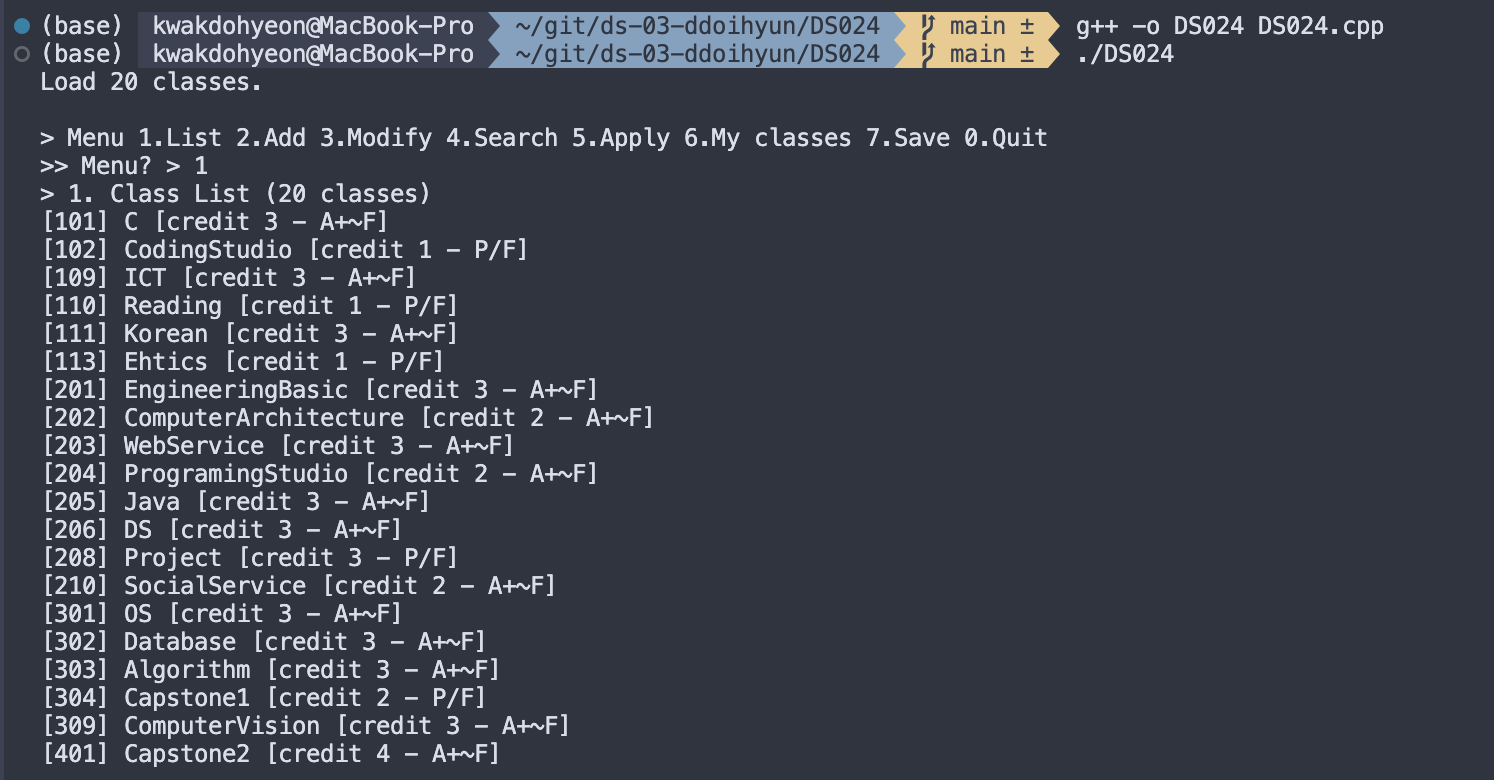 (base) kwakdohyeon@MacBook-Pro ~/git/ds-03-ddoihyun/DS024 main ± g++ -o DS024 DS024.cpp
(base) kwakdohyeon@MacBook-Pro ~/git/ds-03-ddoihyun/DS024 main ± ./DS024
Load 20 classes.
> Menu 1.List 2.Add 3.Modify 4.Search 5.Apply 6.My classes 7.Save 0.Quit
>> Menu? > 1
> 1. Class List (20 classes)
[101] C [credit 3 - A+~F]
[102] CodingStudio [credit 1 - P/F]
[109] ICT [credit 3 - A+~F]
[110] Reading [credit 1 - P/F]
[111] Korean [credit 3 - A+~F]
[113] Ehtics [credit 1 - P/F]
[201] EngineeringBasic [credit 3 - A+~F]
[202] ComputerArchitecture [credit 2 - A+~F]
[203] WebService [credit 3 - A+~F]
[204] ProgramingStudio [credit 2 - A+~F]
[205] Java [credit 3 - A+~F]
[206] DS [credit 3 - A+~F]
[208] Project [credit 3 - P/F]
[210] SocialService [credit 2 - A+~F]
[301] OS [credit 3 - A+~F]
[302] Database [credit 3 - A+~F]
[303] Algorithm [credit 3 - A+~F]
[304] Capstone1 [credit 2 - P/F]
[309] ComputerVision [credit 3 - A+~F]
[401] Capstone2 [credit 4 - A+~F]